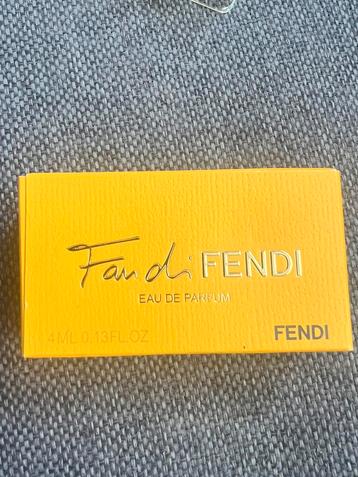 Fan di FENDI
EAU DE PARFUM
4 ML 0.13 FL.OZ
FENDI